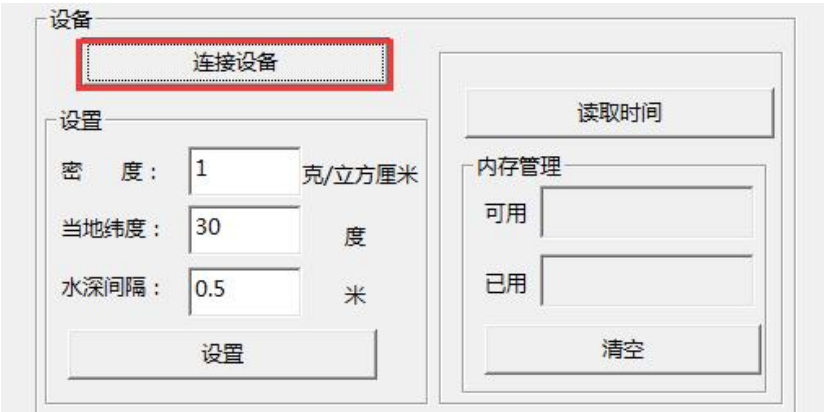 设备
连接设备
设置
密 度： 1 克/立方厘米
当地纬度： 30 度
水深间隔： 0.5 米
设置
读取时间
内存管理
可用
已用
清空